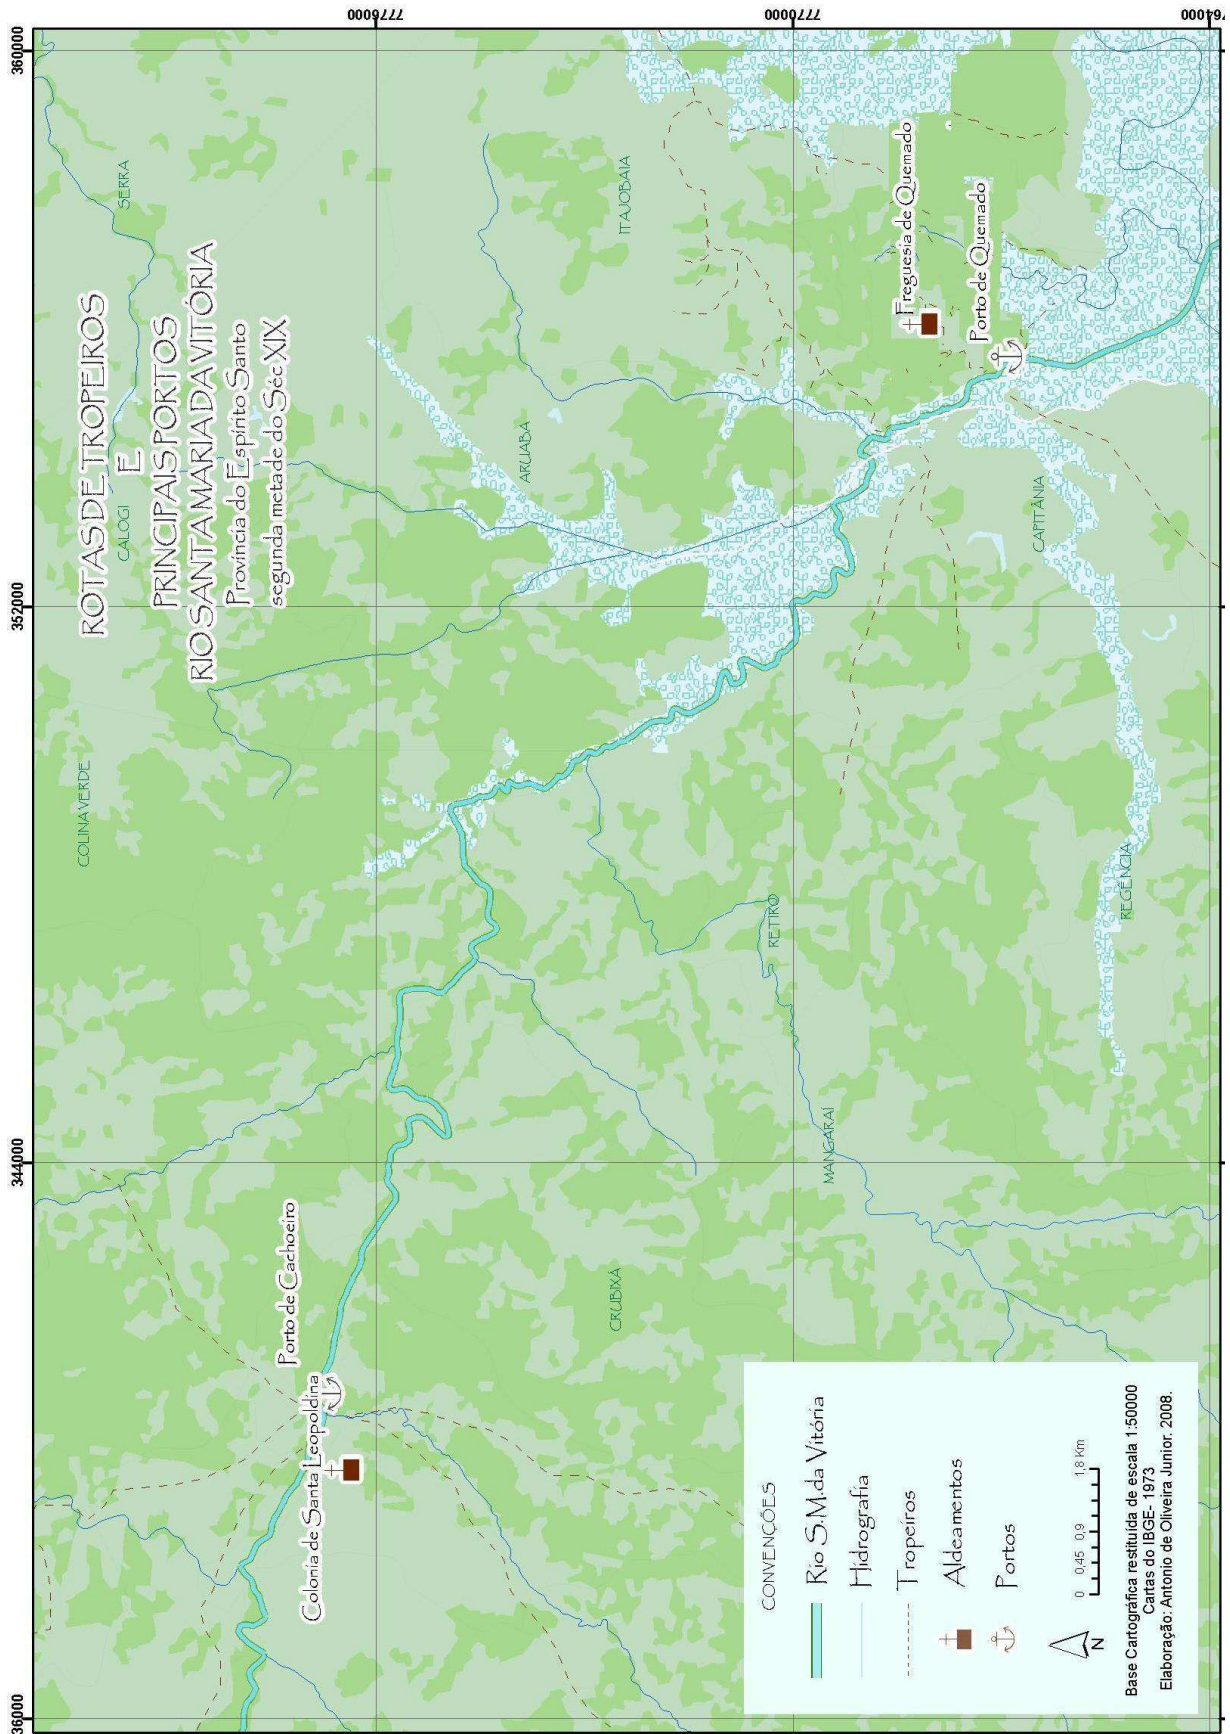 ROTAS DE TROPEIROS
E
PRINCIPAIS PORTOS
RIO SANTA MARIA DA VITÓRIA
Província do Espírito Santo
segunda metade do Séc XIX
360000
352000
344000
36000
7776000
7770000
764000
SERRA
CALOGI
COLINA VERDE
ITAJOBAIA
ARUABA
Freguesia de Quemado
Porto de Quemado
CAPITÂNIA
REGÊNCIA
RETIRO
MANGARAÍ
CRUBIXÁ
Porto de Cachoeiro
Colonia de Santa Leopoldina
CONVENÇÕES
Rio S.M.da Vitória
Hidrografia
Tropeiros
Aldeamentos
Portos
N
0 0,45 0,9 1,8 Km
Base Cartográfica restituída de escala 1:50000
Cartas do IBGE- 1973
Elaboração: Antonio de Oliveira Junior. 2008.